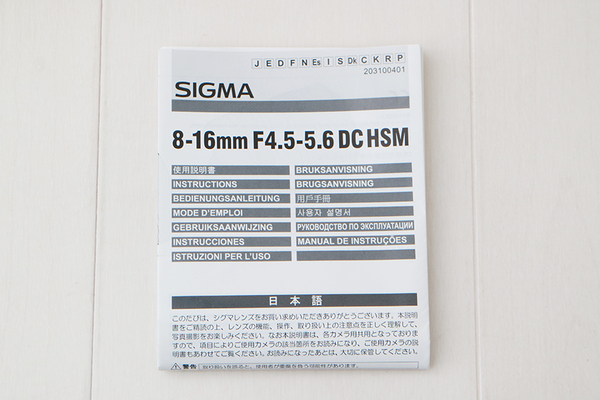 J E D F N Es I S Dk C K R P
203100401
SIGMA
8-16mm F4.5-5.6 DC HSM
使用説明書
INSTRUCTIONS
BEDIENUNGSANLEITUNG
MODE D'EMPLOI
GEBRUIKSAANWIJZING
INSTRUCCIONES
ISTRUZIONI PER L'USO
BRUKSANVISNING
BRUGSANVISNING
用戶手冊
사용자 설명서
РУКОВОДСТВО ПО ЭКСПЛУАТАЦИИ
MANUAL DE INSTRUÇÕES
日本語
このたびは、シグマレンズをお買い求めいただきありがとうございます。本説明
書をご精読の上、レンズの機能、操作、取り扱い上の注意点を正しく理解して、
写真撮影をお楽しみください。なお本説明書は、各カメラ用共用となっております
ので、項目によりご使用カメラの該当箇所をお読みになり、ご使用カメラの説
明書もあわせてご覧ください。お読みになったあとは、大切に保管してください。
警告